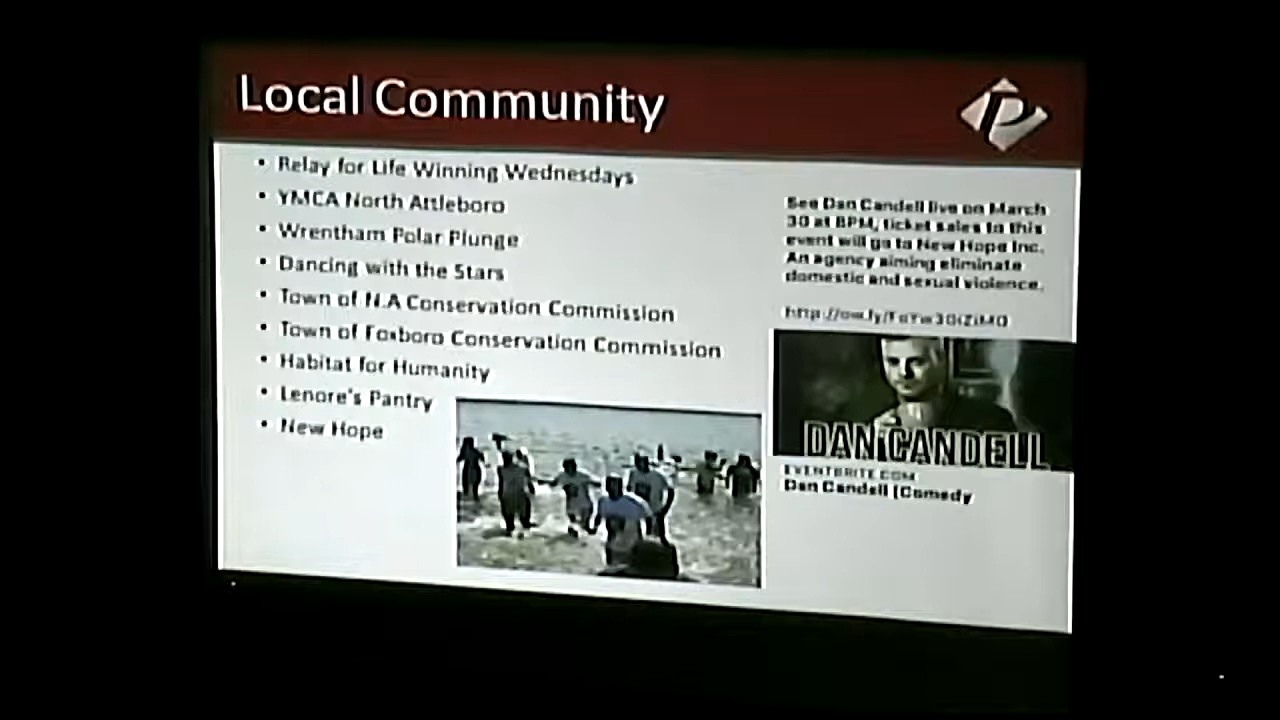 Local Community
• Relay for Life Winning Wednesdays
• YMCA North Attleboro
• Wrentham Polar Plunge
• Dancing with the Stars
• Town of N.A Conservation Commission
• Town of Foxboro Conservation Commission
• Habitat for Humanity
• Lenore's Pantry
• New Hope
See Dan Candell live on March
30 at 8PM, ticket sales to this
event will go to New Hope Inc.
An agency aiming eliminate
domestic and sexual violence.
DAN CANDELL
EVENTBRITE.COM
Dan Candell (Comedy